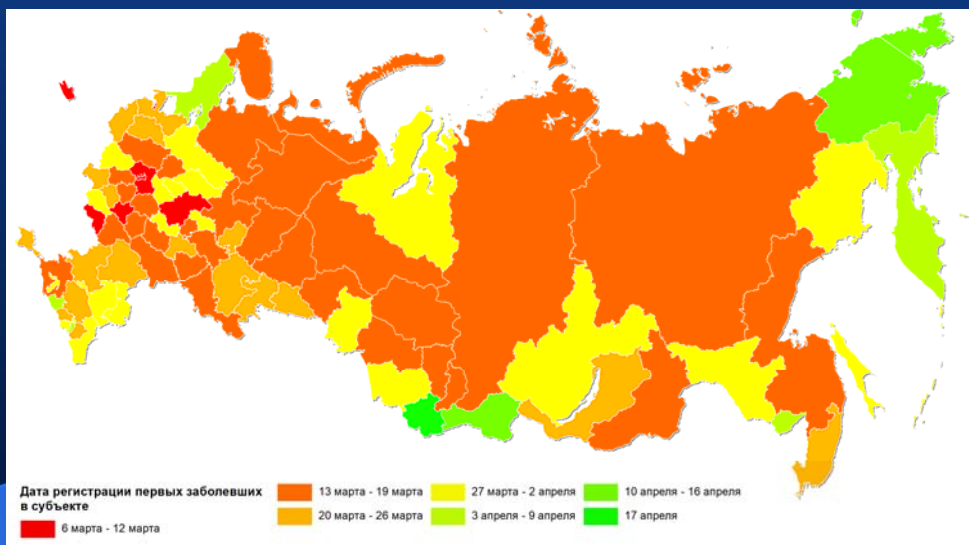 Дата регистрации первых заболевших
в субъекте
6 марта - 12 марта
13 марта - 19 марта
20 марта - 26 марта
27 марта - 2 апреля
3 апреля - 9 апреля
10 апреля - 16 апреля
17 апреля